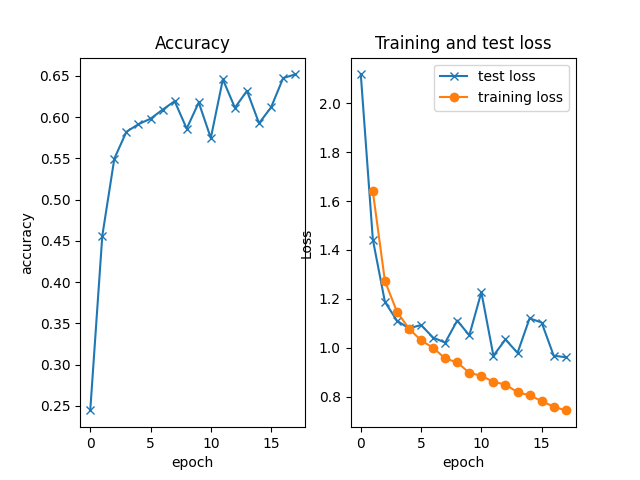 Accuracy
0.65
0.60
0.55
0.50
0.45
0.40
0.35
0.30
0.25
accuracy
0 5 10 15
epoch
Training and test loss
test loss
training loss
2.0
1.8
1.6
1.4
1.2
1.0
0.8
Loss
0 5 10 15
epoch